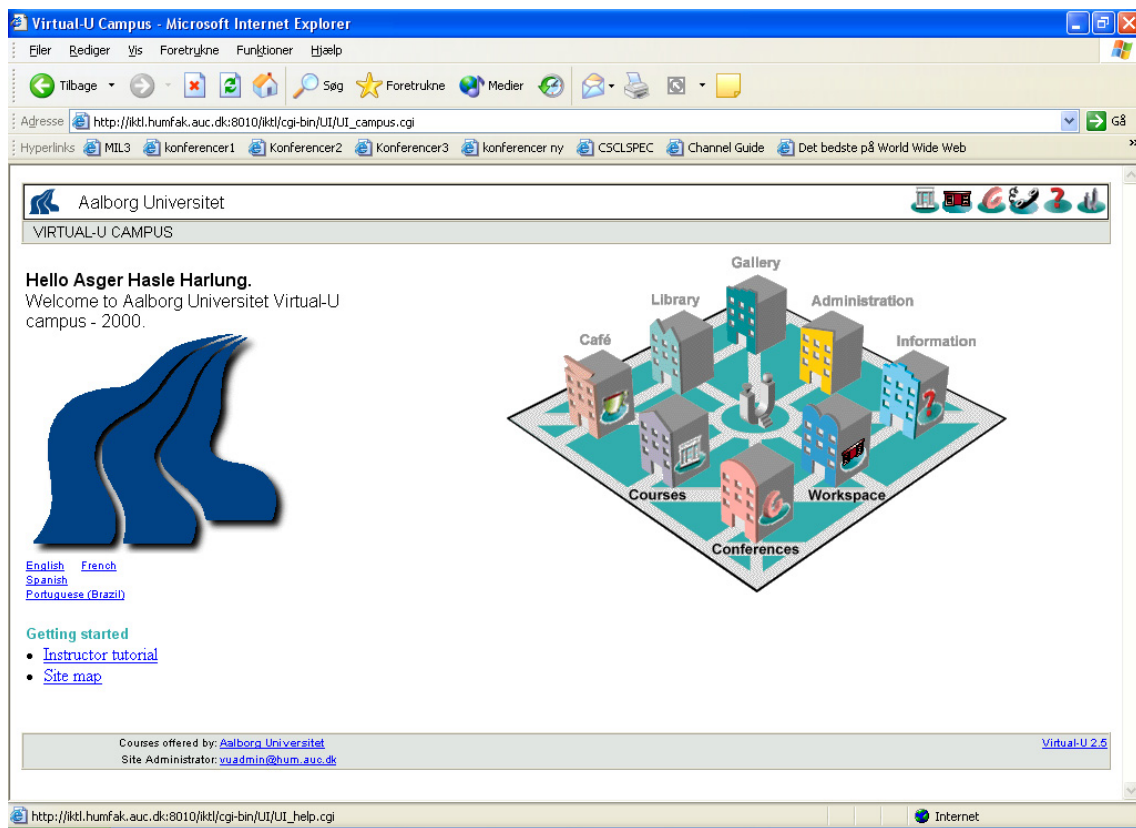 Virtual-U Campus - Microsoft Internet Explorer
Filer Rediger Vis Foretrukne Funktioner Hjælp
Tilbage Søg Foretrukne Medier
Adresse http://iktl.humfak.auc.dk:8010/iktl/cgi-bin/UI/UI_campus.cgi Gå
Hyperlinks MIL3 konferencer1 Konferencer2 Konferencer3 konferencer ny CSCLSPEC Channel Guide Det bedste på World Wide Web »
Aalborg Universitet
VIRTUAL-U CAMPUS
Hello Asger Hasle Harlung.
Welcome to Aalborg Universitet Virtual-U
campus - 2000.
Gallery
Library Administration
Café Information
Courses Workspace
Conferences
English French
Spanish
Portuguese (Brazil)
Getting started
• Instructor tutorial
• Site map
Courses offered by: Aalborg Universitet Virtual-U 2.5
Site Administrator: vuadmin@hum.auc.dk
http://iktl.humfak.auc.dk:8010/iktl/cgi-bin/UI/UI_help.cgi Internet